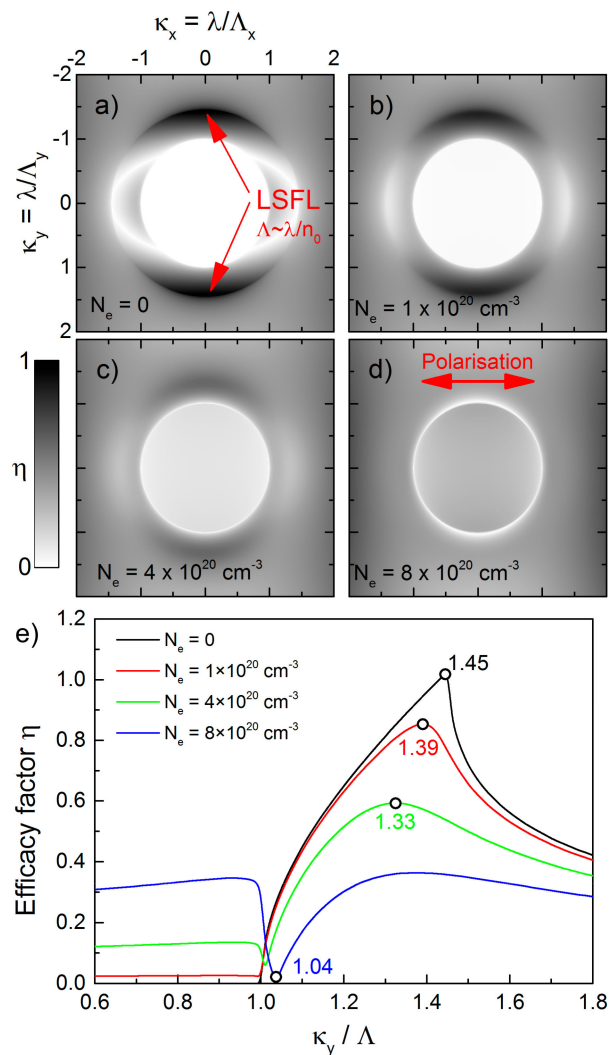 κx = λ/Λx
-2 -1 0 1 2 -2 -1 0 1 2
-2
-1
0
1
2
κy = λ/Λy
a)
LSFL
Λ~λ/n0
Ne = 0
b)
Ne = 1 x 10^20 cm^-3
1
η
0
c)
Ne = 4 x 10^20 cm^-3
d)
Polarisation
Ne = 8 x 10^20 cm^-3
e)
1.2
1.0
0.8
0.6
0.4
0.2
0.0
Efficacy factor η
Ne = 0
Ne = 1×10^20 cm^-3
Ne = 4×10^20 cm^-3
Ne = 8×10^20 cm^-3
1.45
1.39
1.33
1.04
0.6 0.8 1.0 1.2 1.4 1.6 1.8
κy / Λ